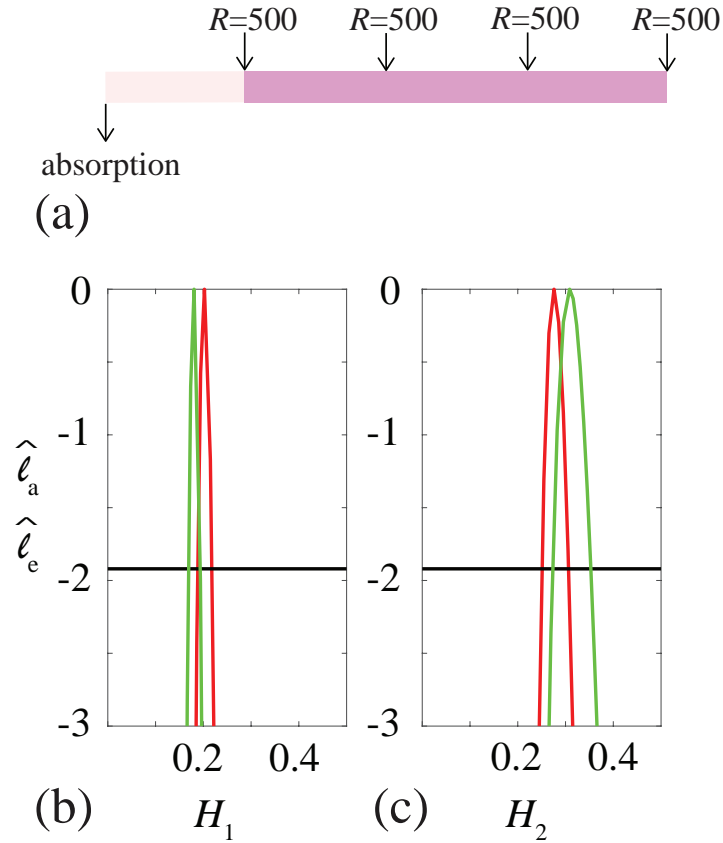 R=500 R=500 R=500 R=500
absorption
(a)
0 0
-1 -1
ℓ̂a
ℓ̂e
-2 -2
-3 -3
0.2 0.4 0.2 0.4
(b) H1 (c) H2